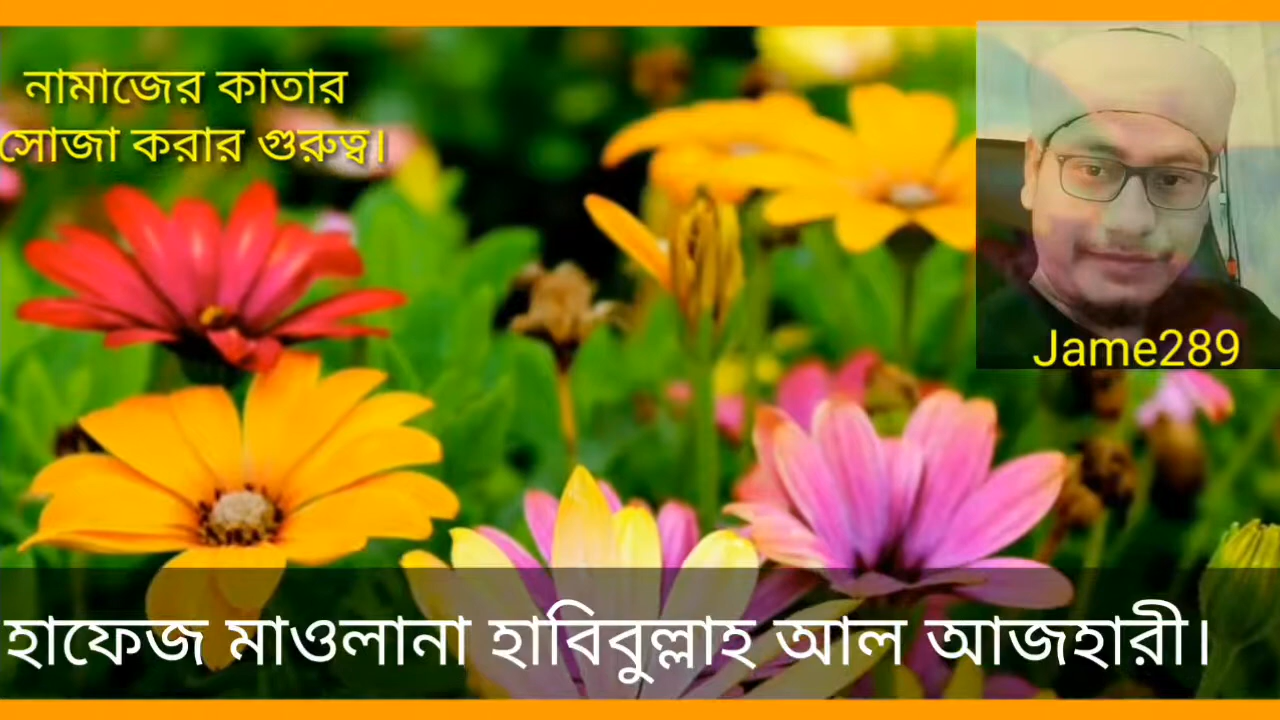 নামাজের কাতার
সোজা করার গুরুত্ব।
Jame289
হাফেজ মাওলানা হাবিবুল্লাহ আল আজহারী।